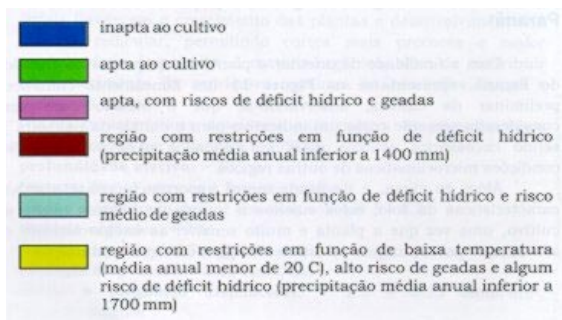 inapta ao cultivo
apta ao cultivo
apta, com riscos de déficit hídrico e geadas
região com restrições em função de déficit hídrico
(precipitação média anual inferior a 1400 mm)
região com restrições em função de déficit hídrico e risco
médio de geadas
região com restrições em função de baixa temperatura
(média anual menor de 20 C), alto risco de geadas e algum
risco de déficit hídrico (precipitação média anual inferior a
1700 mm)